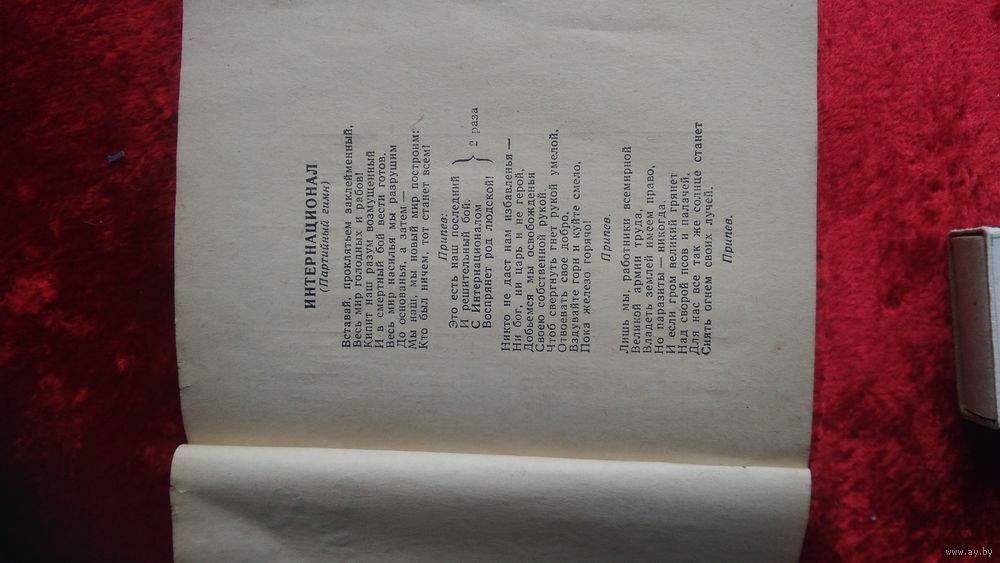 ИНТЕРНАЦИОНАЛ
(Партийный гимн)
Вставай, проклятьем заклейменный,
Весь мир голодных и рабов!
Кипит наш разум возмущенный
И в смертный бой вести готов.
Весь мир насилья мы разрушим
До основанья, а затем —
Мы наш, мы новый мир построим:
Кто был ничем, тот станет всем!
Припев:
Это есть наш последний
И решительный бой.
С Интернационалом
Воспрянет род людской!
} 2 раза
Никто не даст нам избавленья —
Ни бог, ни царь и не герой,
Добьемся мы освобожденья
Своею собственной рукой.
Чтоб свергнуть гнет рукой умелой,
Отвоевать свое добро,
Вздувайте горн и куйте смело,
Пока железо горячо!
Припев.
Лишь мы, работники всемирной
Великой армии труда,
Владеть землей имеем право,
Но паразиты — никогда.
И если гром великий грянет
Над сворой псов и палачей,
Для нас все так же солнце станет
Сиять огнем своих лучей.
Припев.
www.ay.by